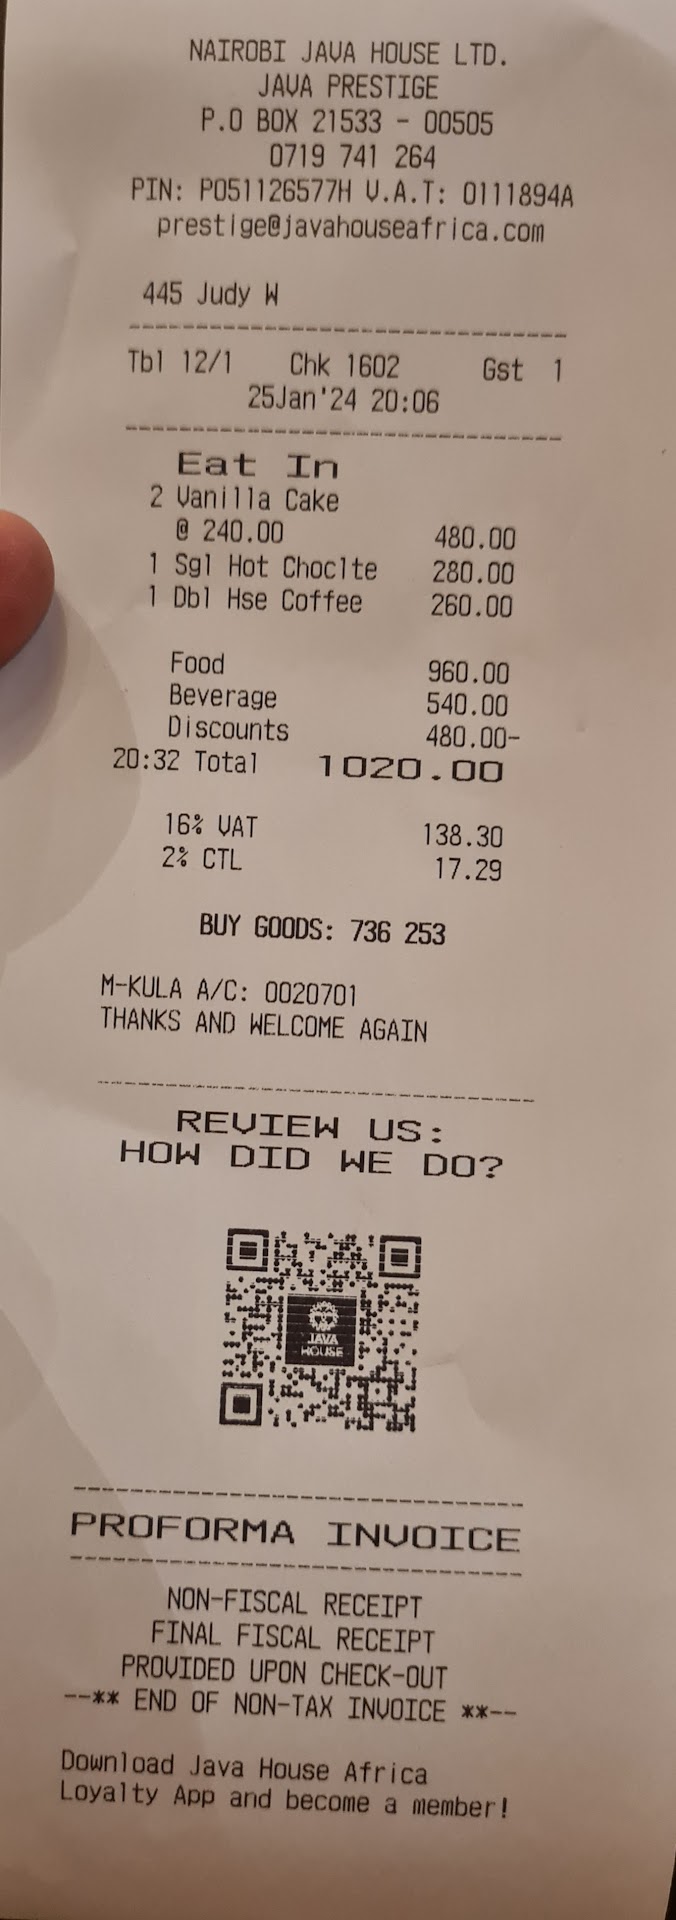 NAIROBI JAVA HOUSE LTD.
JAVA PRESTIGE
P.O BOX 21533 - 00505
0719 741 264
PIN: P051126577H V.A.T: 0111894A
prestige@javahouseafrica.com
445 Judy W
Tbl 12/1 Chk 1602 Gst 1
25Jan'24 20:06
Eat In
2 Vanilla Cake
@ 240.00 480.00
1 Sgl Hot Choclte 280.00
1 Dbl Hse Coffee 260.00
Food 960.00
Beverage 540.00
Discounts 480.00-
20:32 Total 1020.00
16% VAT 138.30
2% CTL 17.29
BUY GOODS: 736 253
M-KULA A/C: 0020701
THANKS AND WELCOME AGAIN
REVIEW US:
HOW DID WE DO?
JAVA
HOUSE
PROFORMA INVOICE
NON-FISCAL RECEIPT
FINAL FISCAL RECEIPT
PROVIDED UPON CHECK-OUT
--** END OF NON-TAX INVOICE **--
Download Java House Africa
Loyalty App and become a member!